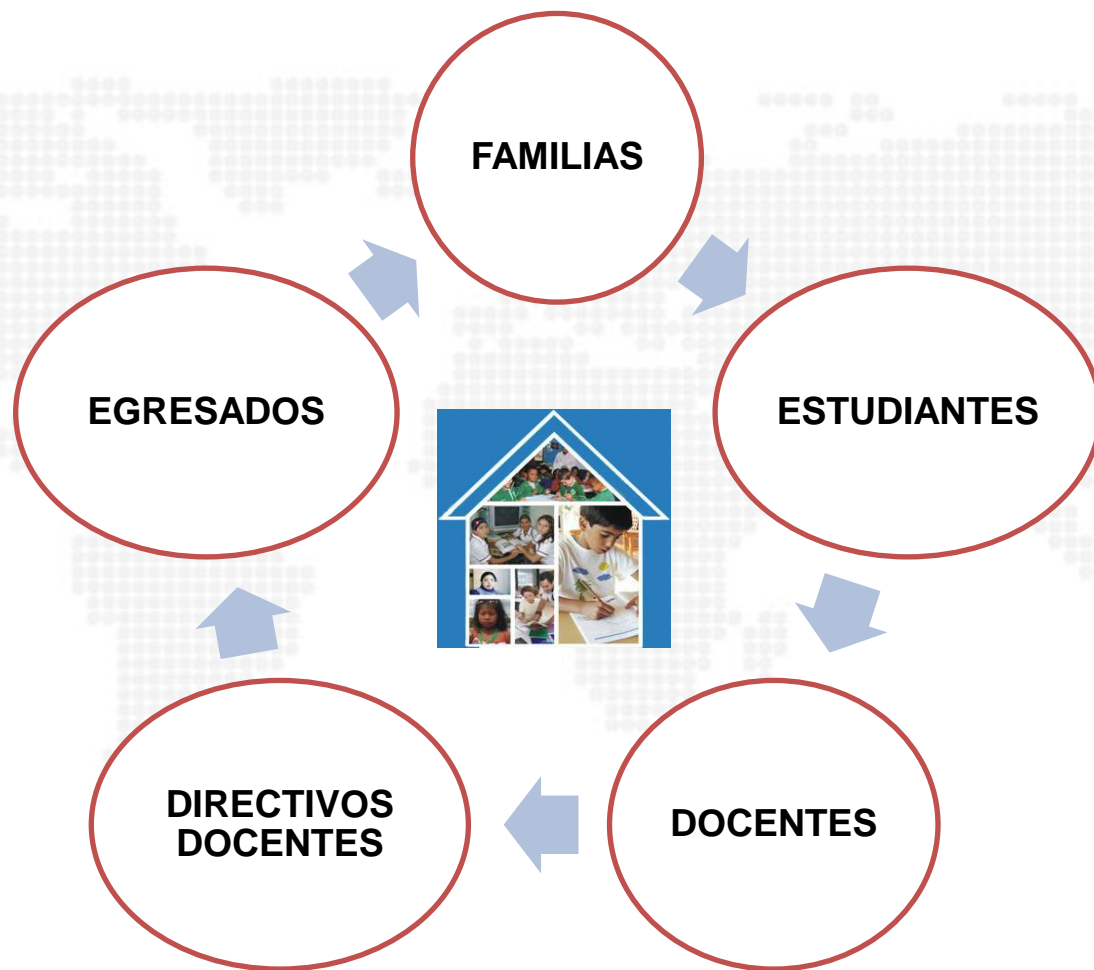 FAMILIAS
ESTUDIANTES
DOCENTES
DIRECTIVOS
DOCENTES
EGRESADOS